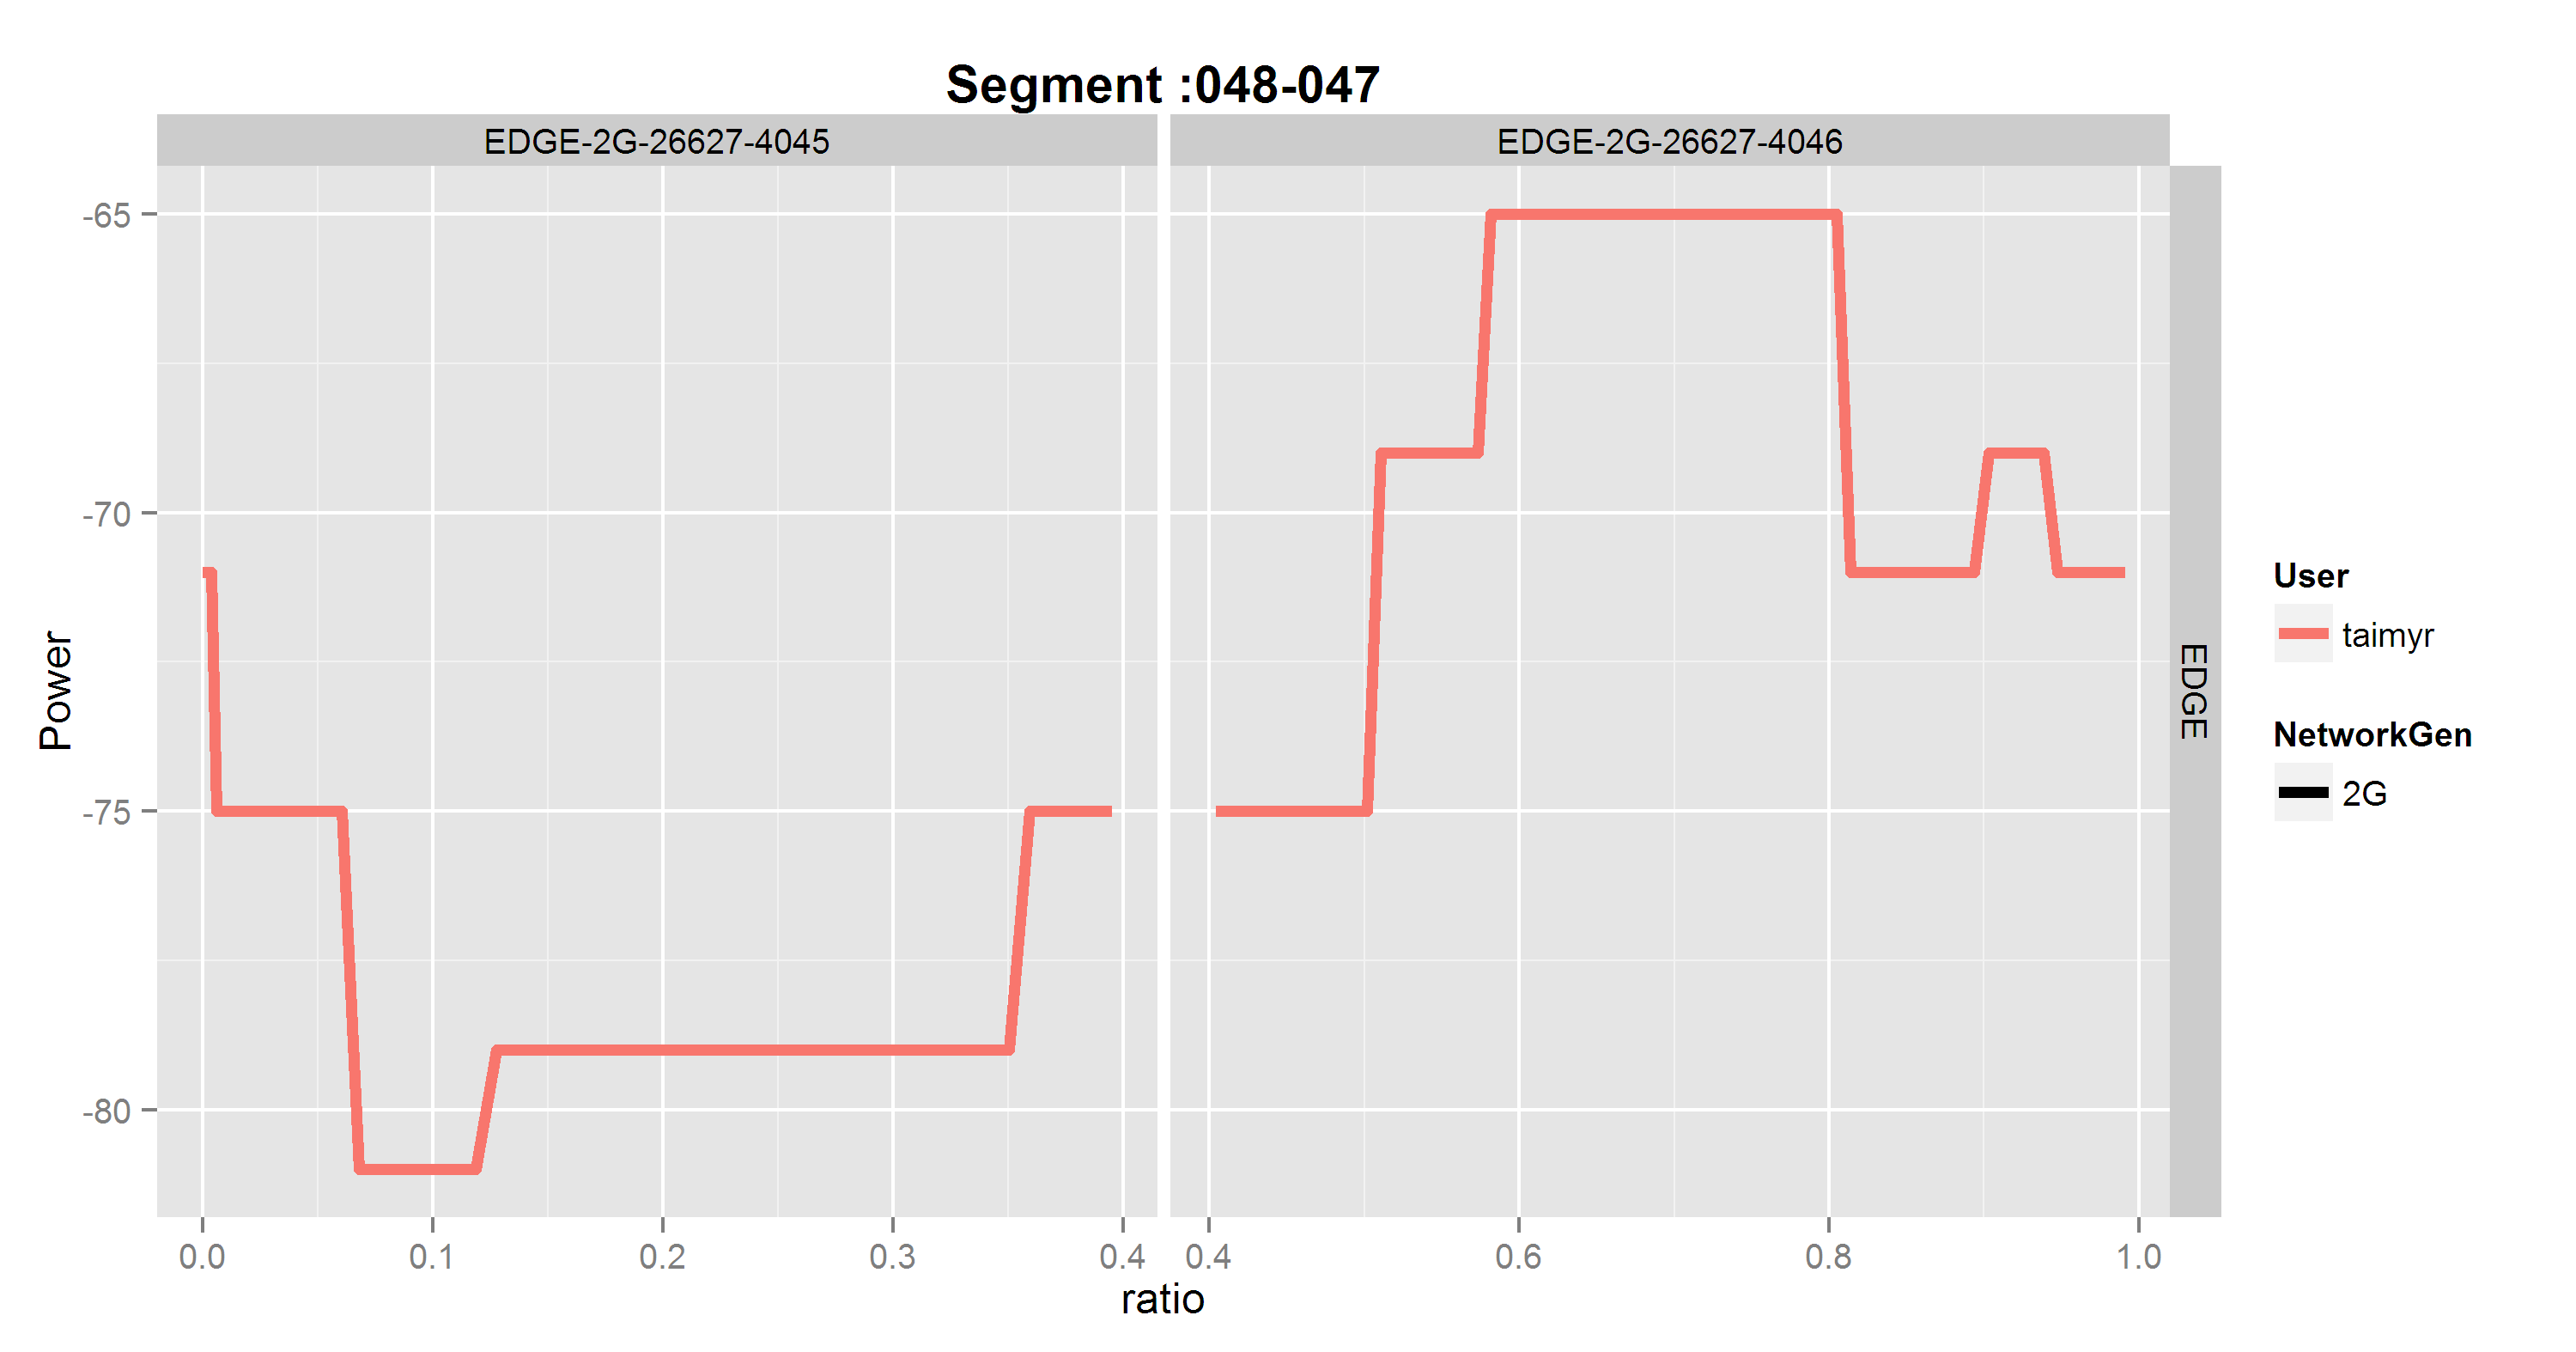 Segment :048-047
EDGE-2G-26627-4045
EDGE-2G-26627-4046
-65
-70
-75
-80
Power
EDGE
0.0 0.1 0.2 0.3 0.4
0.4 0.6 0.8 1.0
ratio
User
taimyr
NetworkGen
2G